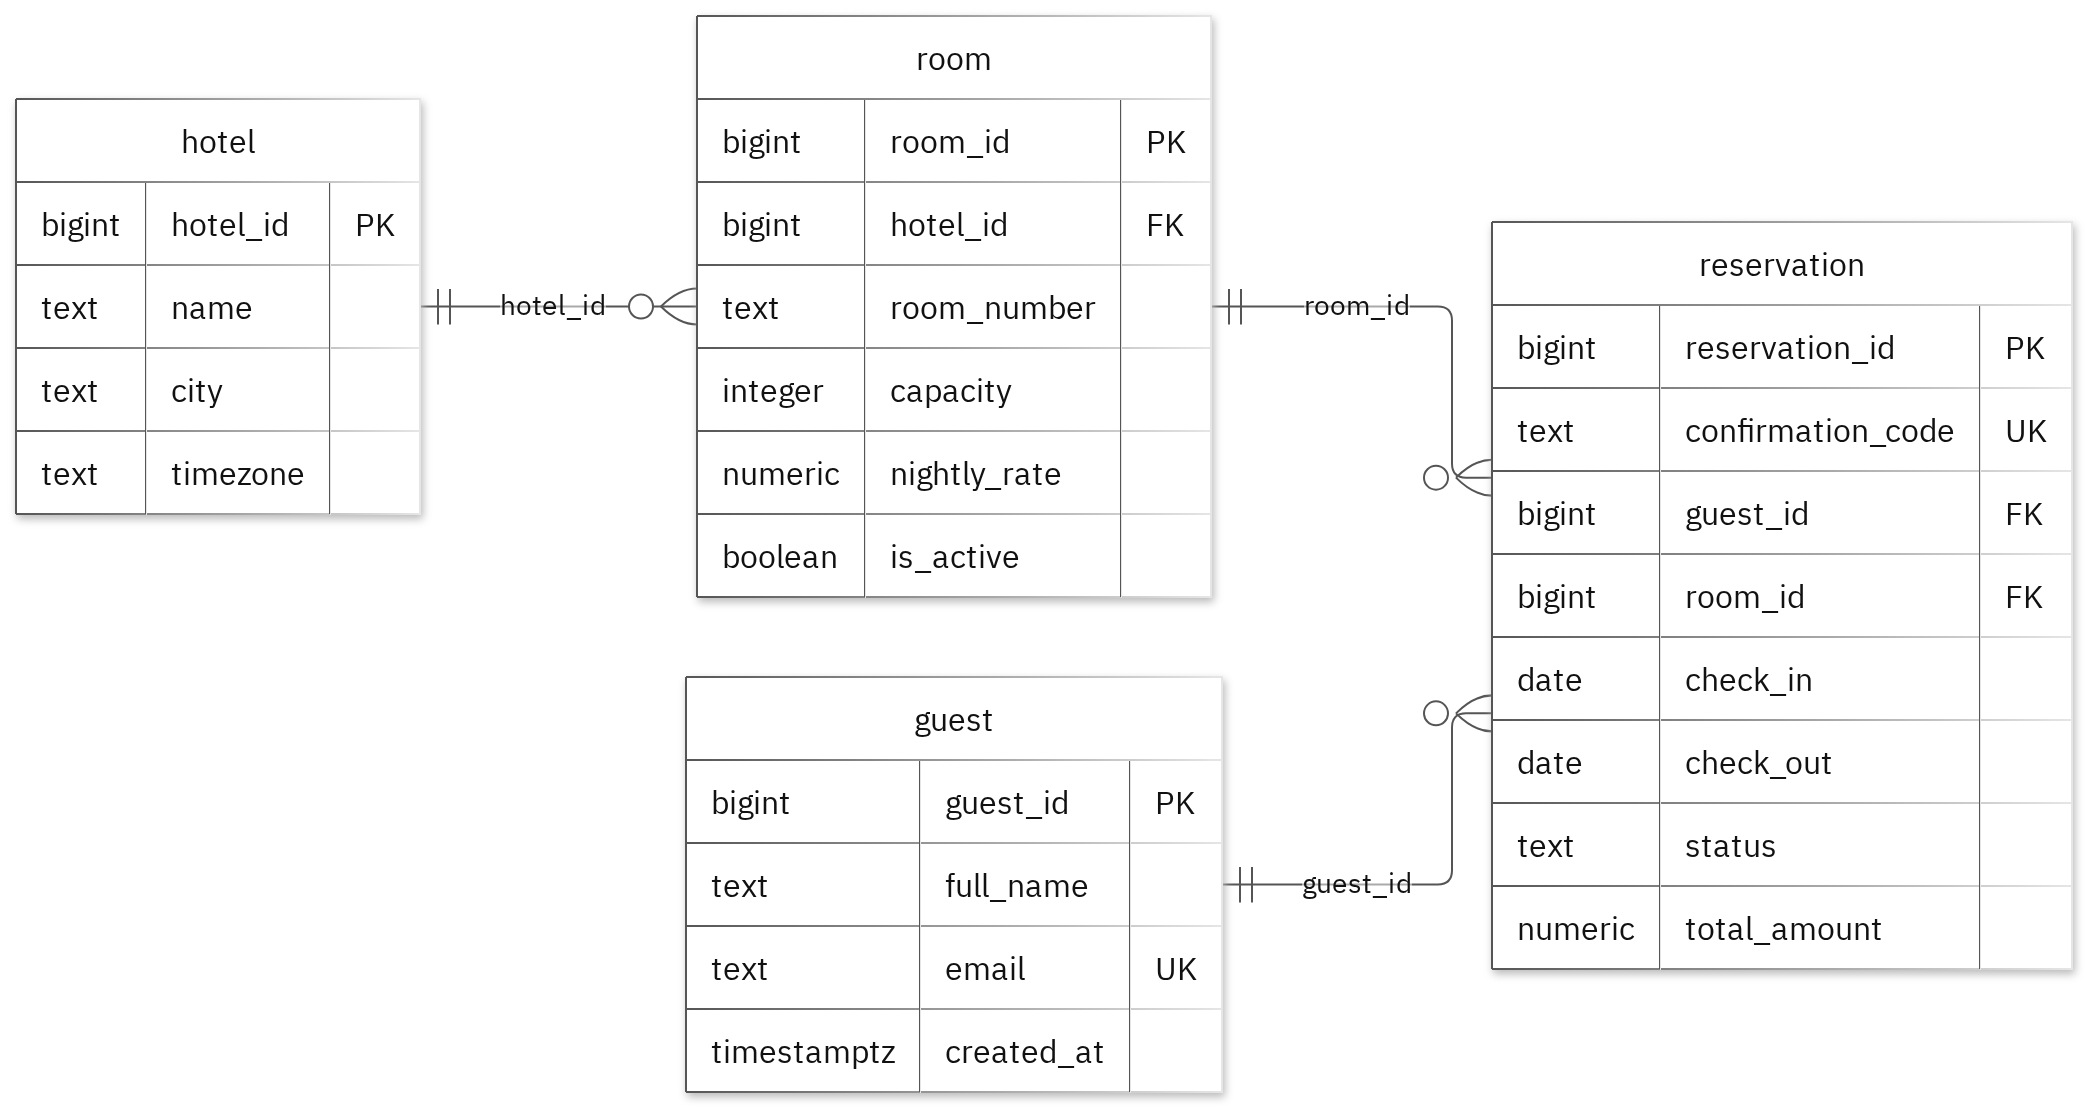 hotel
bigint hotel_id PK
text name
text city
text timezone
hotel_id
room
bigint room_id PK
bigint hotel_id FK
text room_number
integer capacity
numeric nightly_rate
boolean is_active
room_id
guest
bigint guest_id PK
text full_name
text email UK
timestamptz created_at
guest_id
reservation
bigint reservation_id PK
text confirmation_code UK
bigint guest_id FK
bigint room_id FK
date check_in
date check_out
text status
numeric total_amount